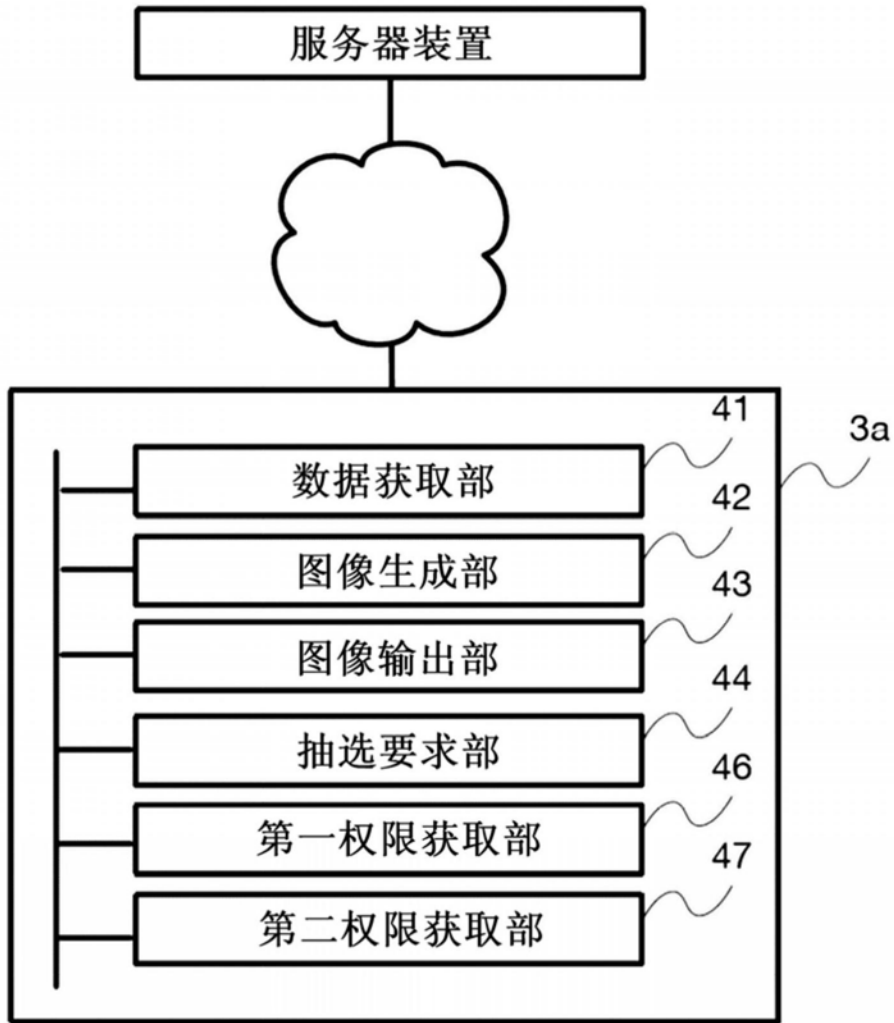 服务器装置
41
3a
数据获取部
42
图像生成部
43
图像输出部
44
抽选要求部
46
第一权限获取部
47
第二权限获取部